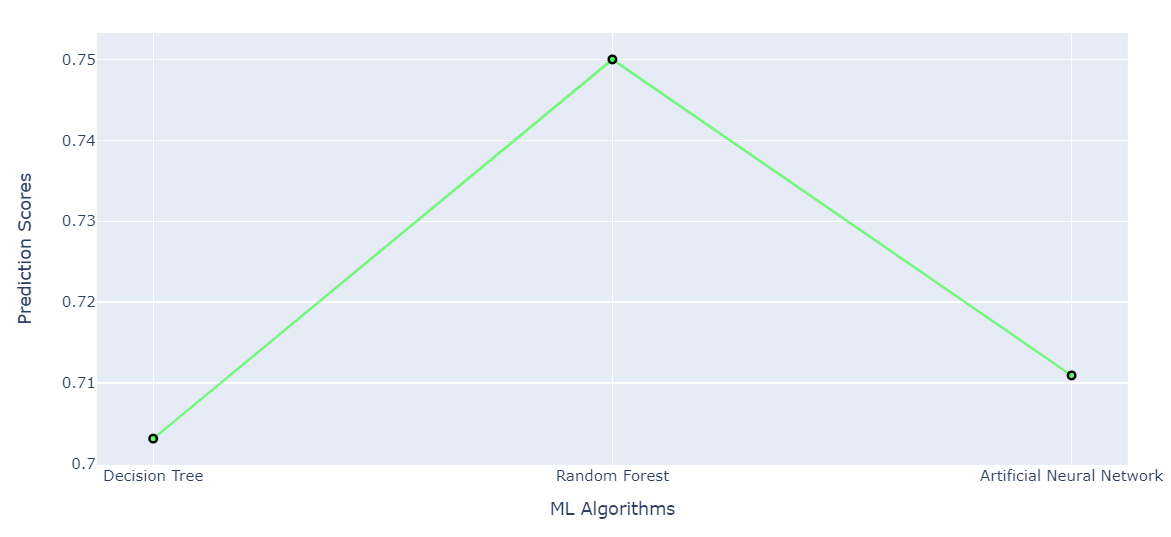 0.75
0.74
0.73
0.72
0.71
0.7
Prediction Scores
Decision Tree
Random Forest
Artificial Neural Network
ML Algorithms